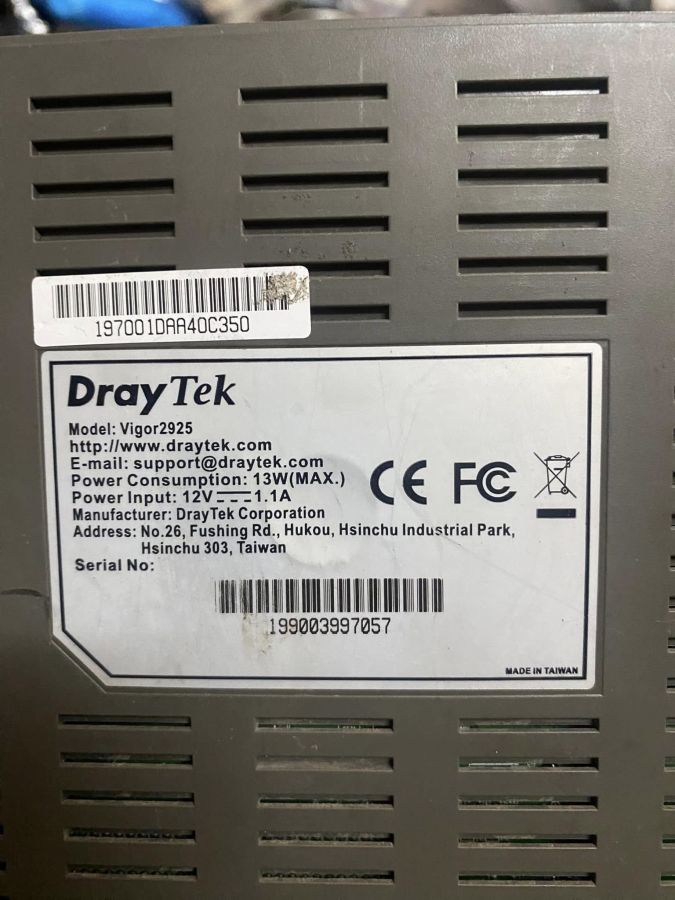 197001DAA40C350
DrayTek
Model: Vigor2925
http://www.draytek.com
E-mail: support@draytek.com
Power Consumption: 13W(MAX.)
Power Input: 12V⎓1.1A
Manufacturer: DrayTek Corporation
Address: No.26, Fushing Rd., Hukou, Hsinchu Industrial Park,
Hsinchu 303, Taiwan
Serial No:
CE FC
199003997057
MADE IN TAIWAN